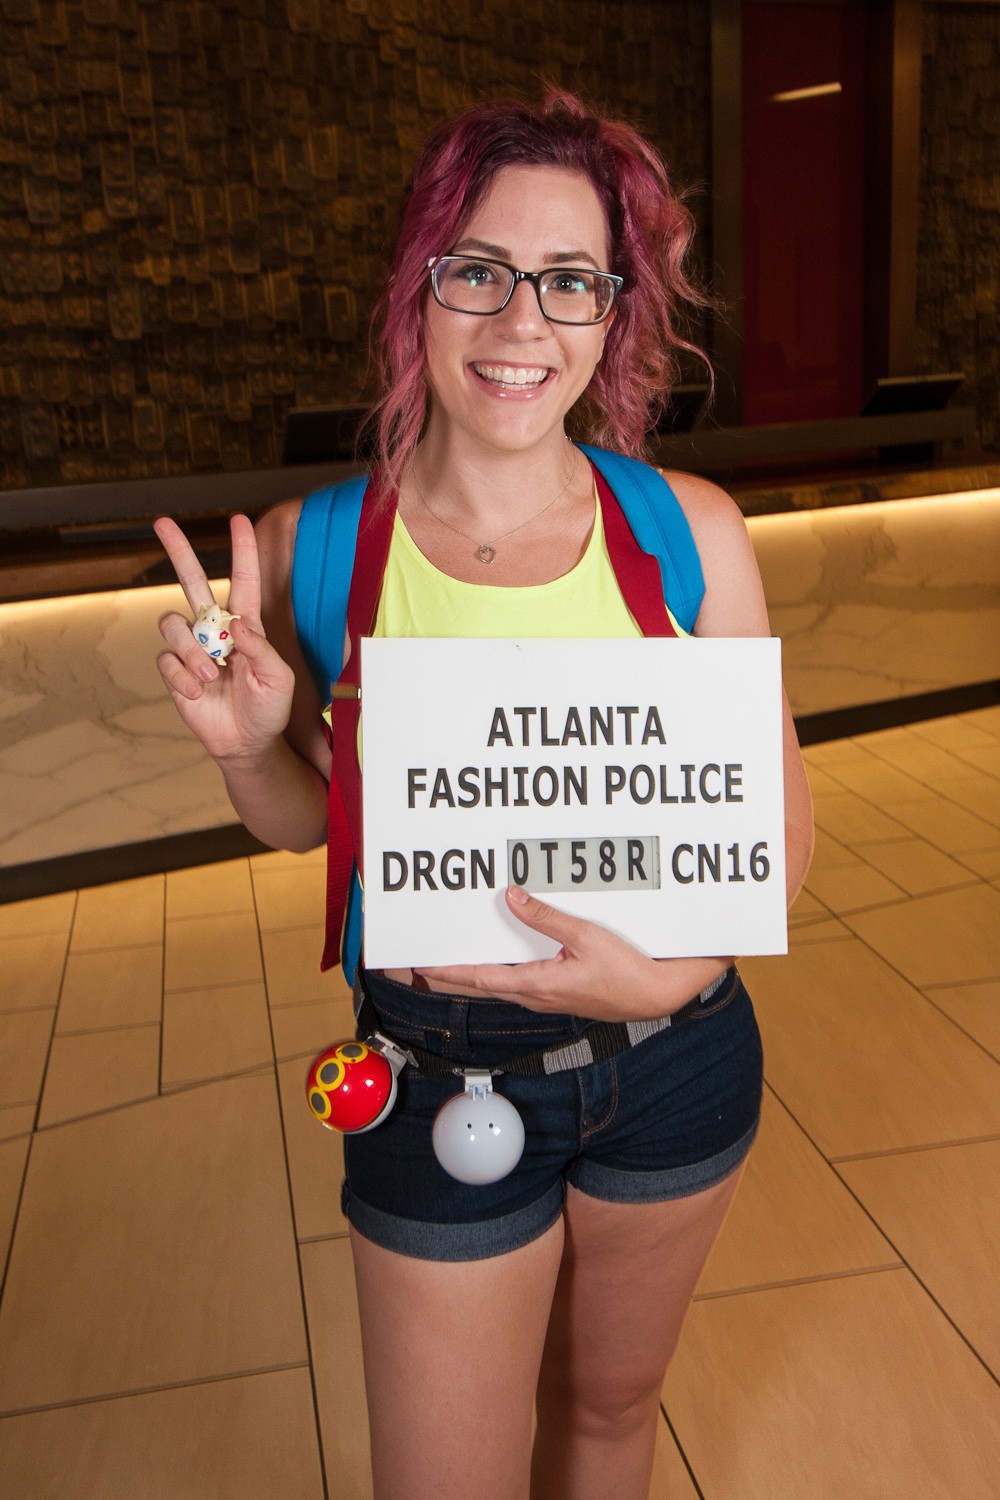 ATLANTA
FASHION POLICE
DRGN 0T58R CN16